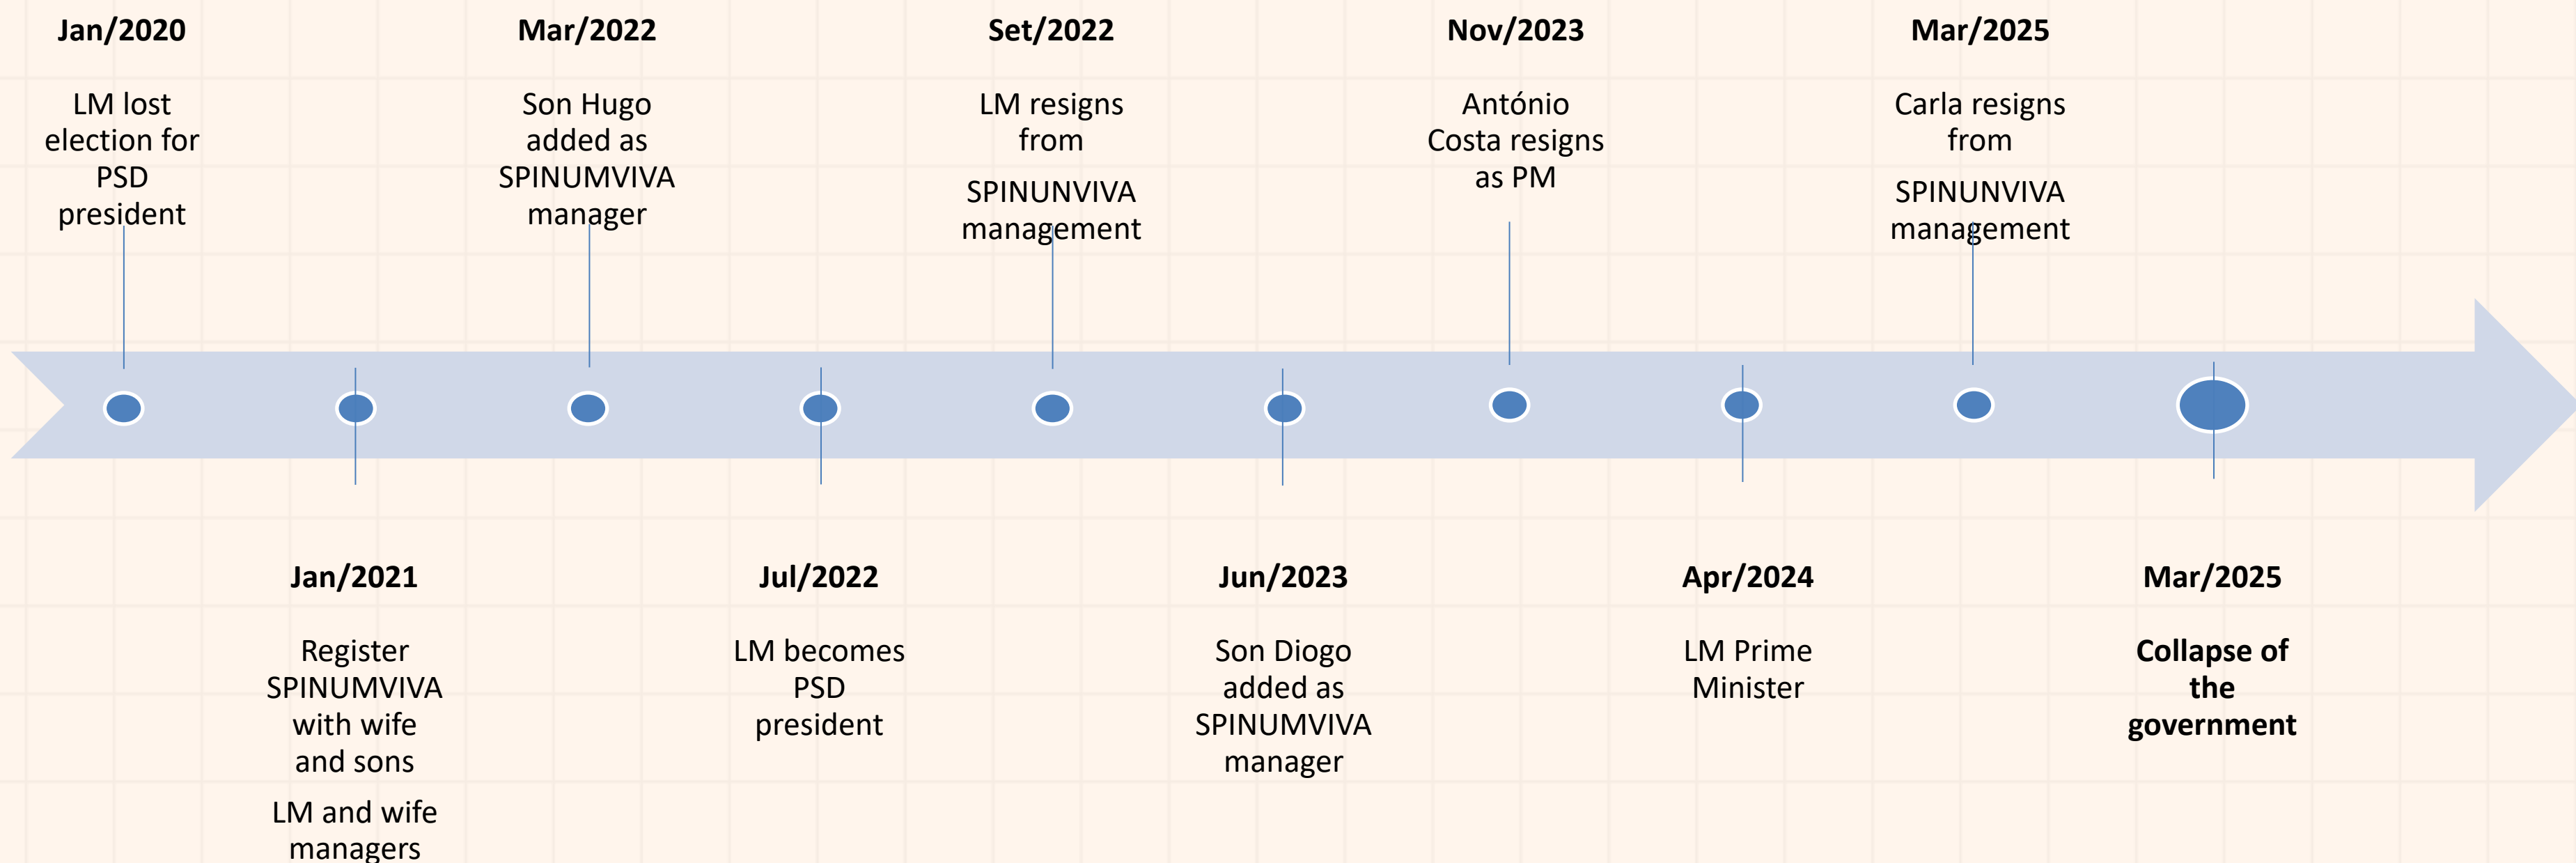 Jan/2020
LM lost
election for
PSD
president
Mar/2022
Son Hugo
added as
SPINUMVIVA
manager
Set/2022
LM resigns
from
SPINUNVIVA
management
Nov/2023
António
Costa resigns
as PM
Mar/2025
Carla resigns
from
SPINUNVIVA
management
Jan/2021
Register
SPINUMVIVA
with wife
and sons
LM and wife
managers
Jul/2022
LM becomes
PSD
president
Jun/2023
Son Diogo
added as
SPINUMVIVA
manager
Apr/2024
LM Prime
Minister
Mar/2025
Collapse of
the
government